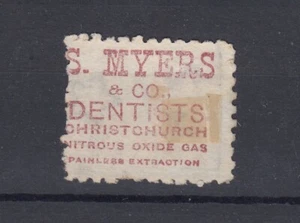 S. MYERS
& CO.,
DENTISTS
CHRISTCHURCH
NITROUS OXIDE GAS
PAINLESS EXTRACTION